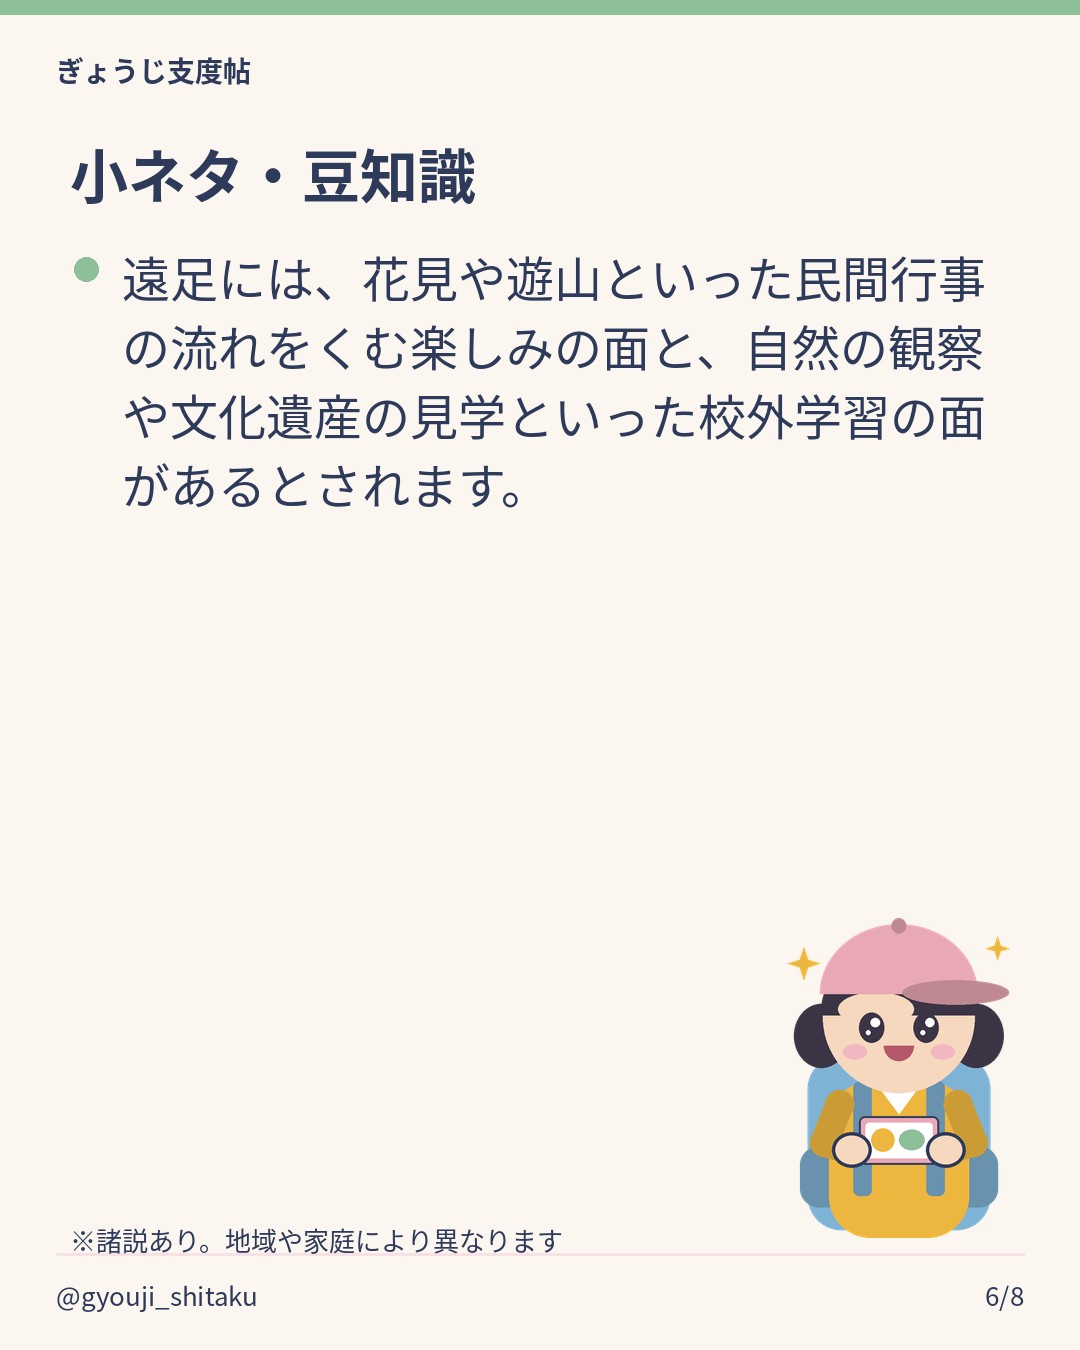 ぎょうじ支度帖
小ネタ・豆知識
遠足には、花見や遊山といった民間行事
の流れをくむ楽しみの面と、自然の観察
や文化遺産の見学といった校外学習の面
があるとされます。
※諸説あり。地域や家庭により異なります
@gyouji_shitaku
6/8